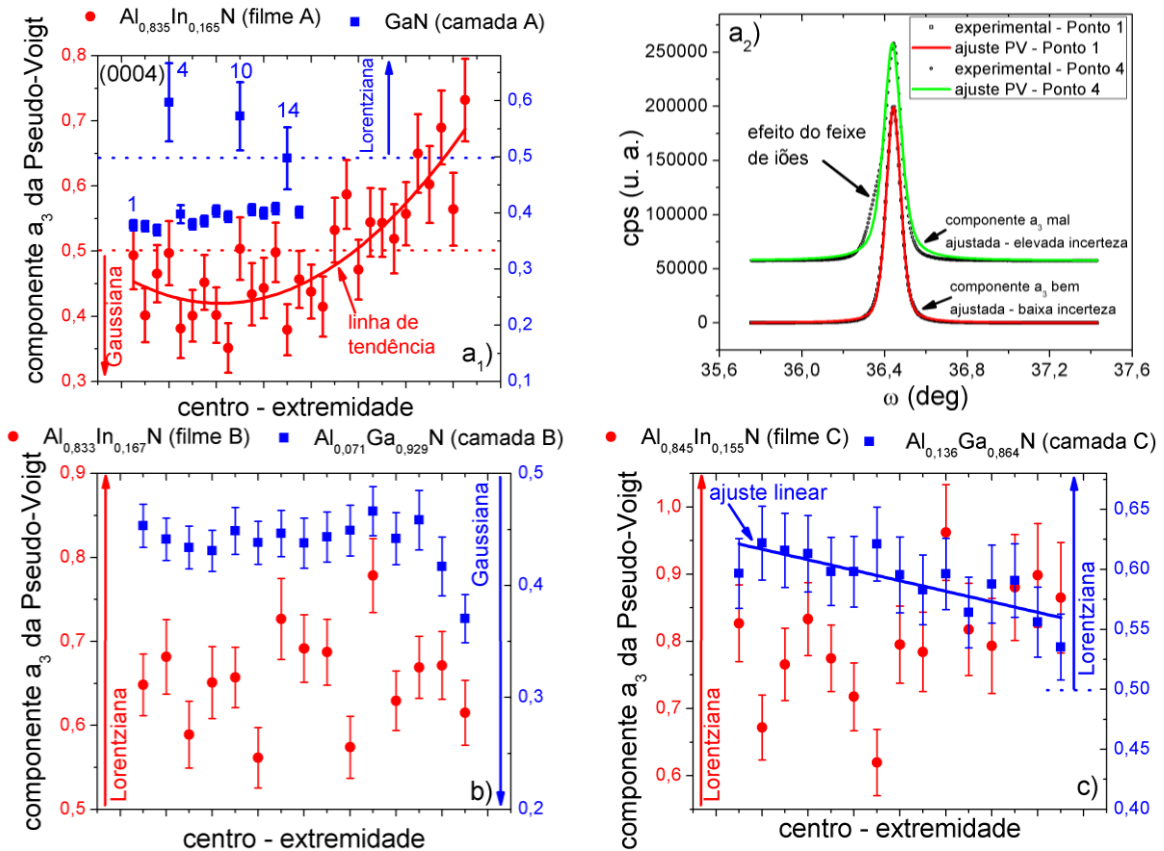 Al0,835In0,165N (filme A)
GaN (camada A)
componente a3 da Pseudo-Voigt
0,8
0,7
0,6
0,5
0,4
0,3
(0004)
4
10
14
1
Lorentziana
Gaussiana
linha de
tendência
a1)
0,6
0,5
0,4
0,3
0,2
0,1
centro - extremidade
a2)
experimental - Ponto 1
ajuste PV - Ponto 1
experimental - Ponto 4
ajuste PV - Ponto 4
cps (u. a.)
250000
200000
150000
100000
50000
0
efeito do feixe
de iões
componente a3 mal
ajustada - elevada incerteza
componente a3 bem
ajustada - baixa incerteza
35,6
36,0
36,4
36,8
37,2
37,6
ω (deg)
Al0,833In0,167N (filme B)
Al0,071Ga0,929N (camada B)
componente a3 da Pseudo-Voigt
0,9
0,8
0,7
0,6
0,5
Lorentziana
Gaussiana
b)
0,5
0,4
0,3
0,2
centro - extremidade
Al0,845In0,155N (filme C)
Al0,136Ga0,864N (camada C)
componente a3 da Pseudo-Voigt
1,0
0,9
0,8
0,7
0,6
ajuste linear
Lorentziana
Lorentziana
c)
0,65
0,60
0,55
0,50
0,45
0,40
centro - extremidade